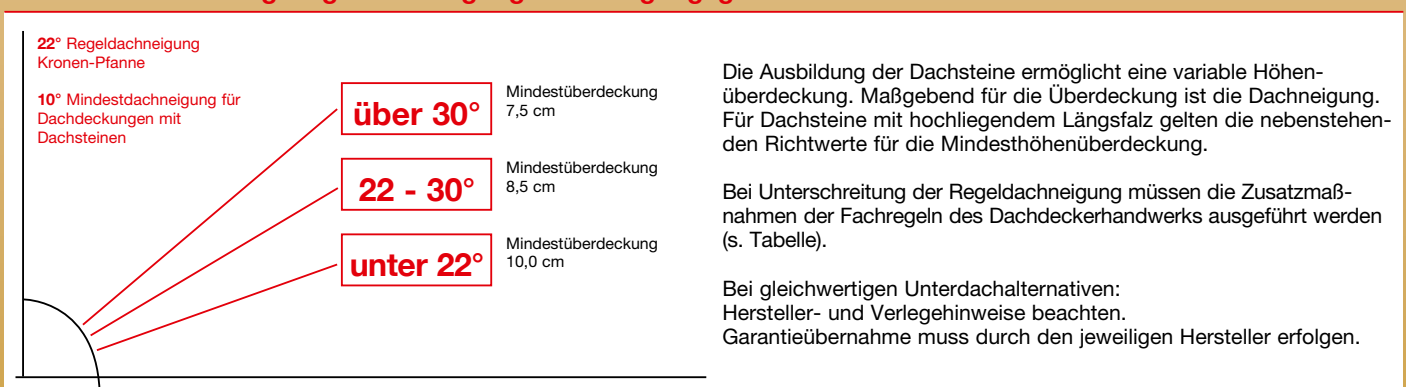 22° Regeldachneigung
Kronen-Pfanne
10° Mindestdachneigung für
Dachdeckungen mit
Dachsteinen
über 30°
Mindestüberdeckung
7,5 cm
22 - 30°
Mindestüberdeckung
8,5 cm
unter 22°
Mindestüberdeckung
10,0 cm
Die Ausbildung der Dachsteine ermöglicht eine variable Höhen-
überdeckung. Maßgebend für die Überdeckung ist die Dachneigung.
Für Dachsteine mit hochliegendem Längsfalz gelten die nebenstehen-
den Richtwerte für die Mindesthöhenüberdeckung.
Bei Unterschreitung der Regeldachneigung müssen die Zusatzmaß-
nahmen der Fachregeln des Dachdeckerhandwerks ausgeführt werden
(s. Tabelle).
Bei gleichwertigen Unterdachalternativen:
Hersteller- und Verlegehinweise beachten.
Garantieübernahme muss durch den jeweiligen Hersteller erfolgen.